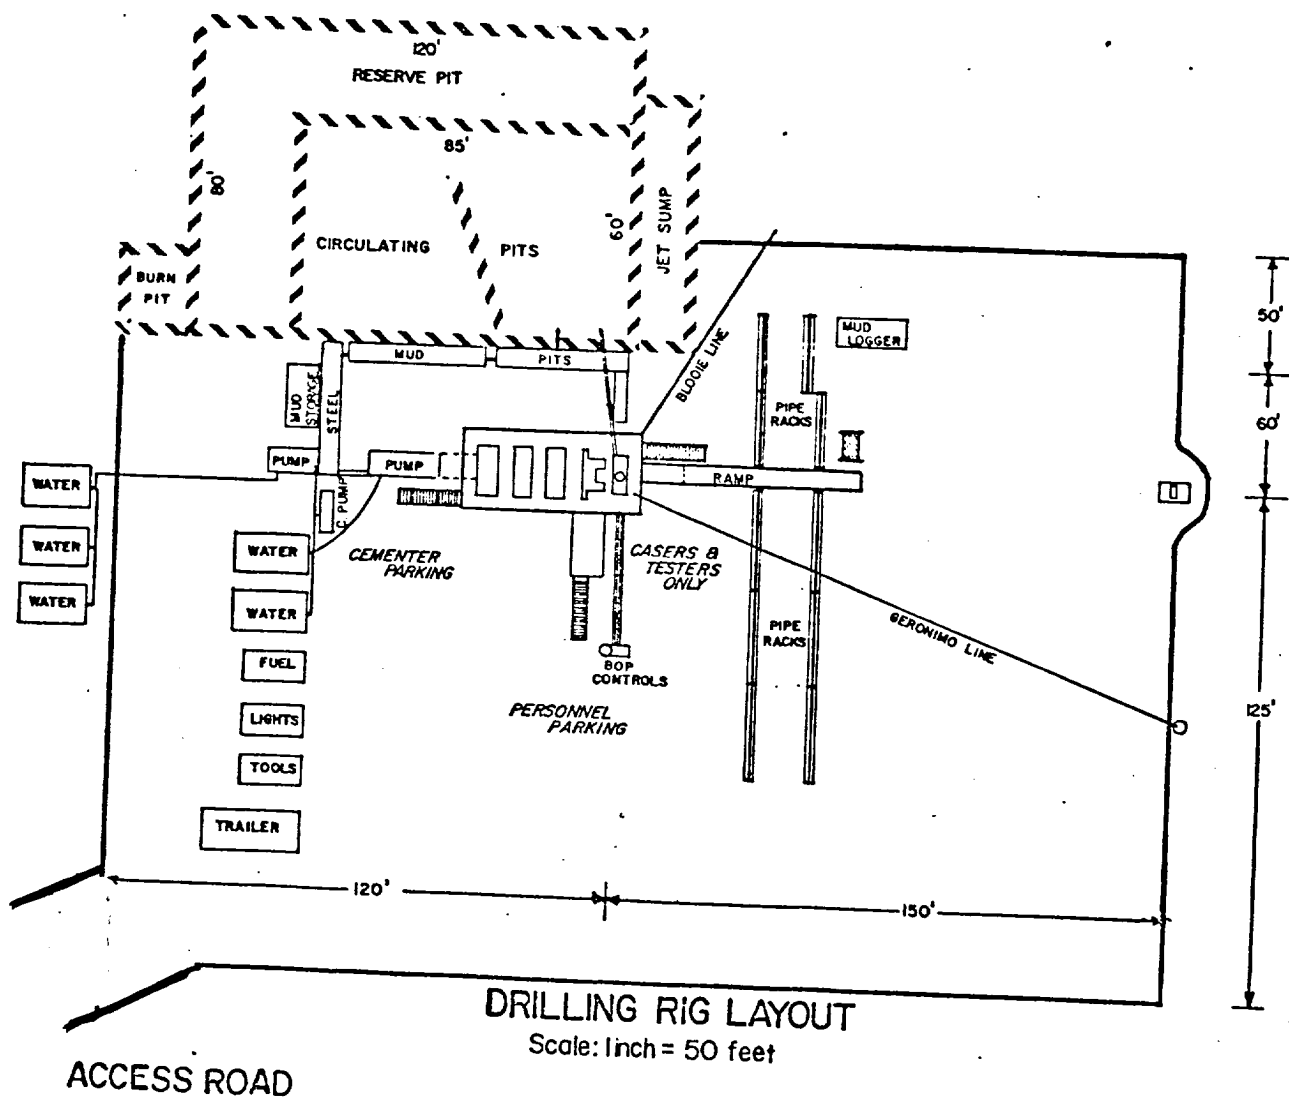 120'
RESERVE PIT
85'
80'
60'
CIRCULATING
PITS
JET SUMP
BURN
PIT
BLOOIE LINE
MUD
LOGGER
50'
60'
125'
MUD
PITS
MUD
STORAGE
STEEL
PIPE
RACKS
PUMP
PUMP
RAMP
WATER
WATER
WATER
C. PUMP
WATER
WATER
CEMENTER
PARKING
CASERS &
TESTERS
ONLY
GERONIMO LINE
PIPE
RACKS
BOP
CONTROLS
FUEL
LIGHTS
TOOLS
TRAILER
PERSONNEL
PARKING
120'
150'
DRILLING RIG LAYOUT
Scale: 1inch = 50 feet
ACCESS ROAD